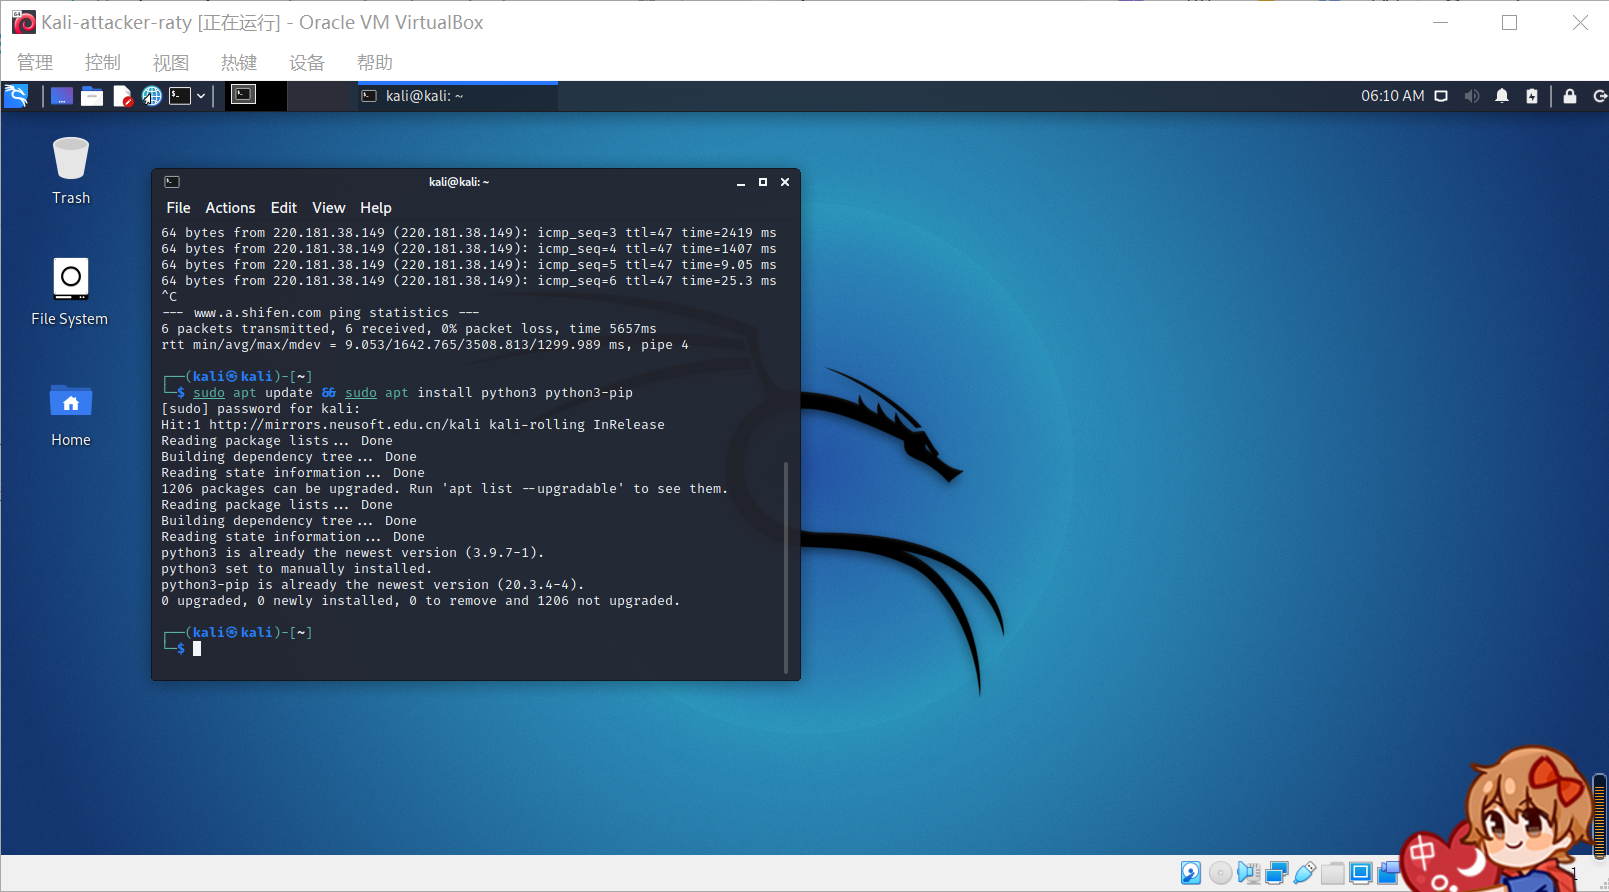 Kali-attacker-raty [正在运行] - Oracle VM VirtualBox
管理 控制 视图 热键 设备 帮助
kali@kali: ~
06:10 AM
Trash
File System
Home
kali@kali: ~
File Actions Edit View Help
64 bytes from 220.181.38.149 (220.181.38.149): icmp_seq=3 ttl=47 time=2419 ms
64 bytes from 220.181.38.149 (220.181.38.149): icmp_seq=4 ttl=47 time=1407 ms
64 bytes from 220.181.38.149 (220.181.38.149): icmp_seq=5 ttl=47 time=9.05 ms
64 bytes from 220.181.38.149 (220.181.38.149): icmp_seq=6 ttl=47 time=25.3 ms
^C
--- www.a.shifen.com ping statistics ---
6 packets transmitted, 6 received, 0% packet loss, time 5657ms
rtt min/avg/max/mdev = 9.053/1642.765/3508.813/1299.989 ms, pipe 4
┌──(kali㉿kali)-[~]
└─$ sudo apt update && sudo apt install python3 python3-pip
[sudo] password for kali:
Hit:1 http://mirrors.neusoft.edu.cn/kali kali-rolling InRelease
Reading package lists... Done
Building dependency tree... Done
Reading state information... Done
1206 packages can be upgraded. Run 'apt list --upgradable' to see them.
Reading package lists... Done
Building dependency tree... Done
Reading state information... Done
python3 is already the newest version (3.9.7-1).
python3 set to manually installed.
python3-pip is already the newest version (20.3.4-4).
0 upgraded, 0 newly installed, 0 to remove and 1206 not upgraded.
┌──(kali㉿kali)-[~]
└─$
中